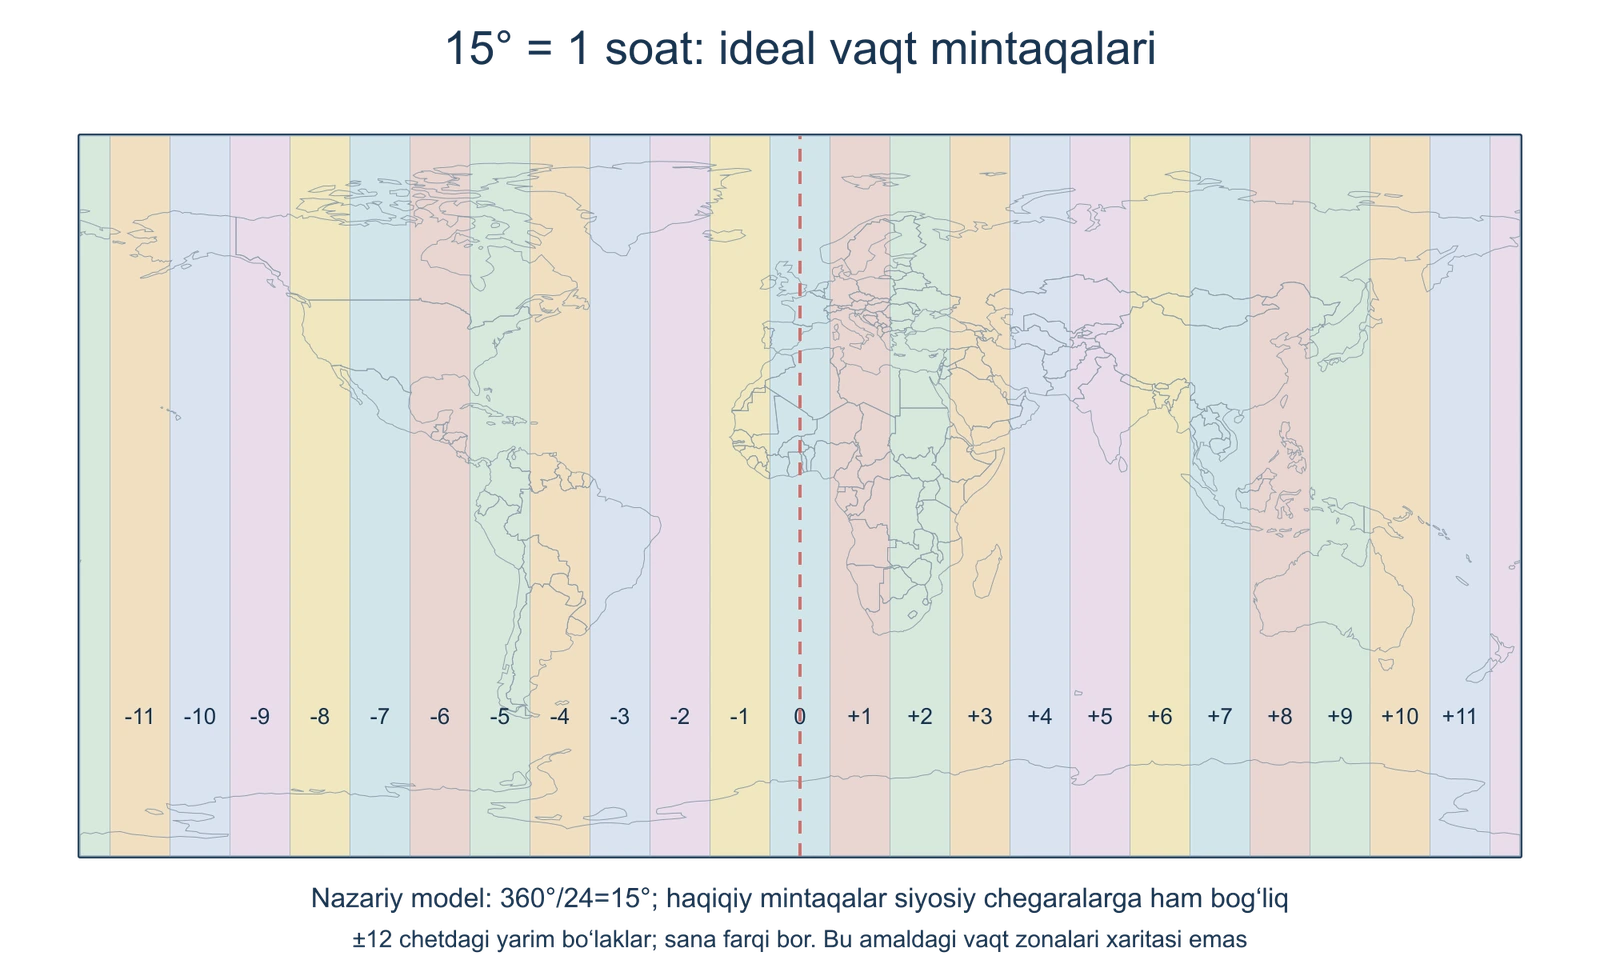 15° = 1 soat: ideal vaqt mintaqalari
-11 -10 -9 -8 -7 -6 -5 -4 -3 -2 -1 0 +1 +2 +3 +4 +5 +6 +7 +8 +9 +10 +11
Nazariy model: 360°/24=15°; haqiqiy mintaqalar siyosiy chegaralarga ham bog‘liq
±12 chetdagi yarim bo‘laklar; sana farqi bor. Bu amaldagi vaqt zonalari xaritasi emas